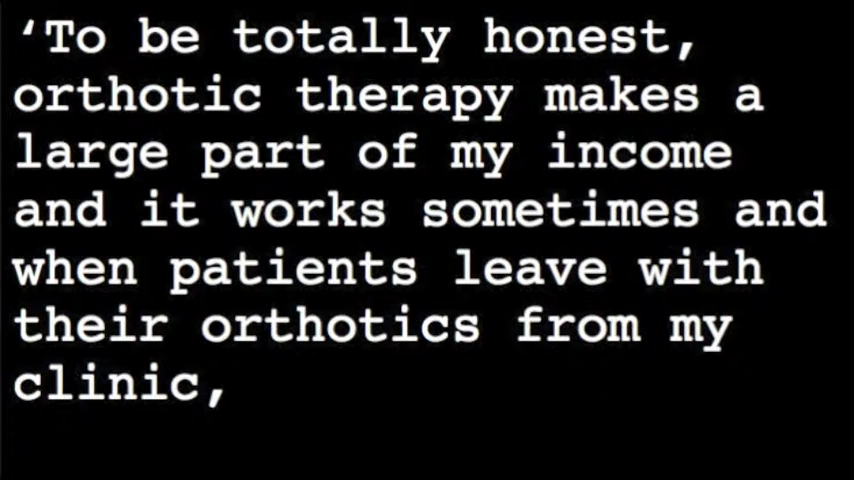 ‘To be totally honest,
orthotic therapy makes a
large part of my income
and it works sometimes and
when patients leave with
their orthotics from my
clinic,